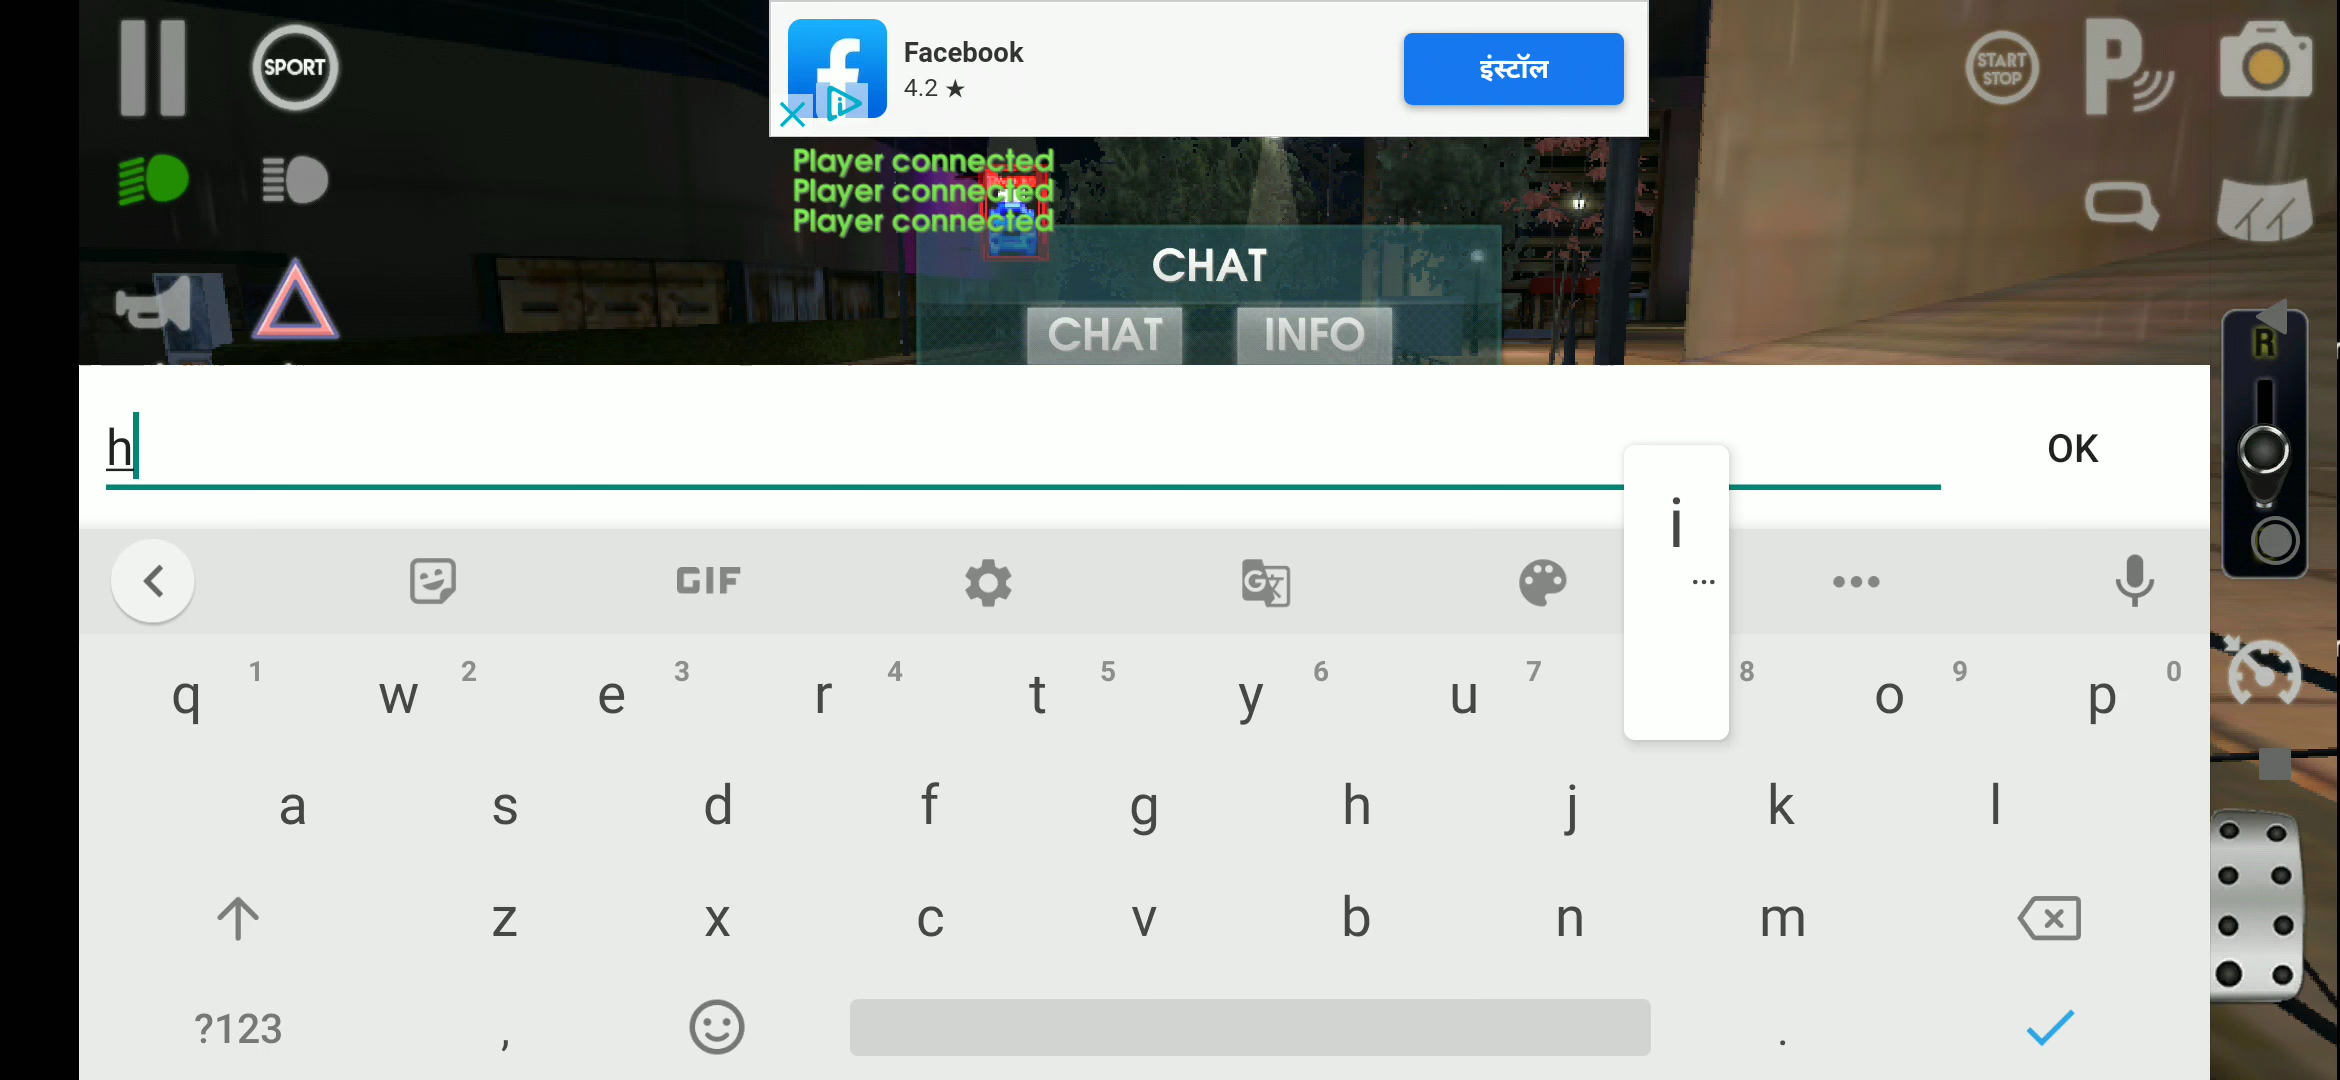 SPORT
Facebook
4.2 ★
इंस्टॉल
START
STOP
P
Player connected
Player connected
Player connected
CHAT
CHAT
INFO
R
h
OK
i
...
GIF
G
q 1 w 2 e 3 r 4 t 5 y 6 u 7 8 o 9 p 0
a s d f g h j k l
z x c v b n m
?123 , .